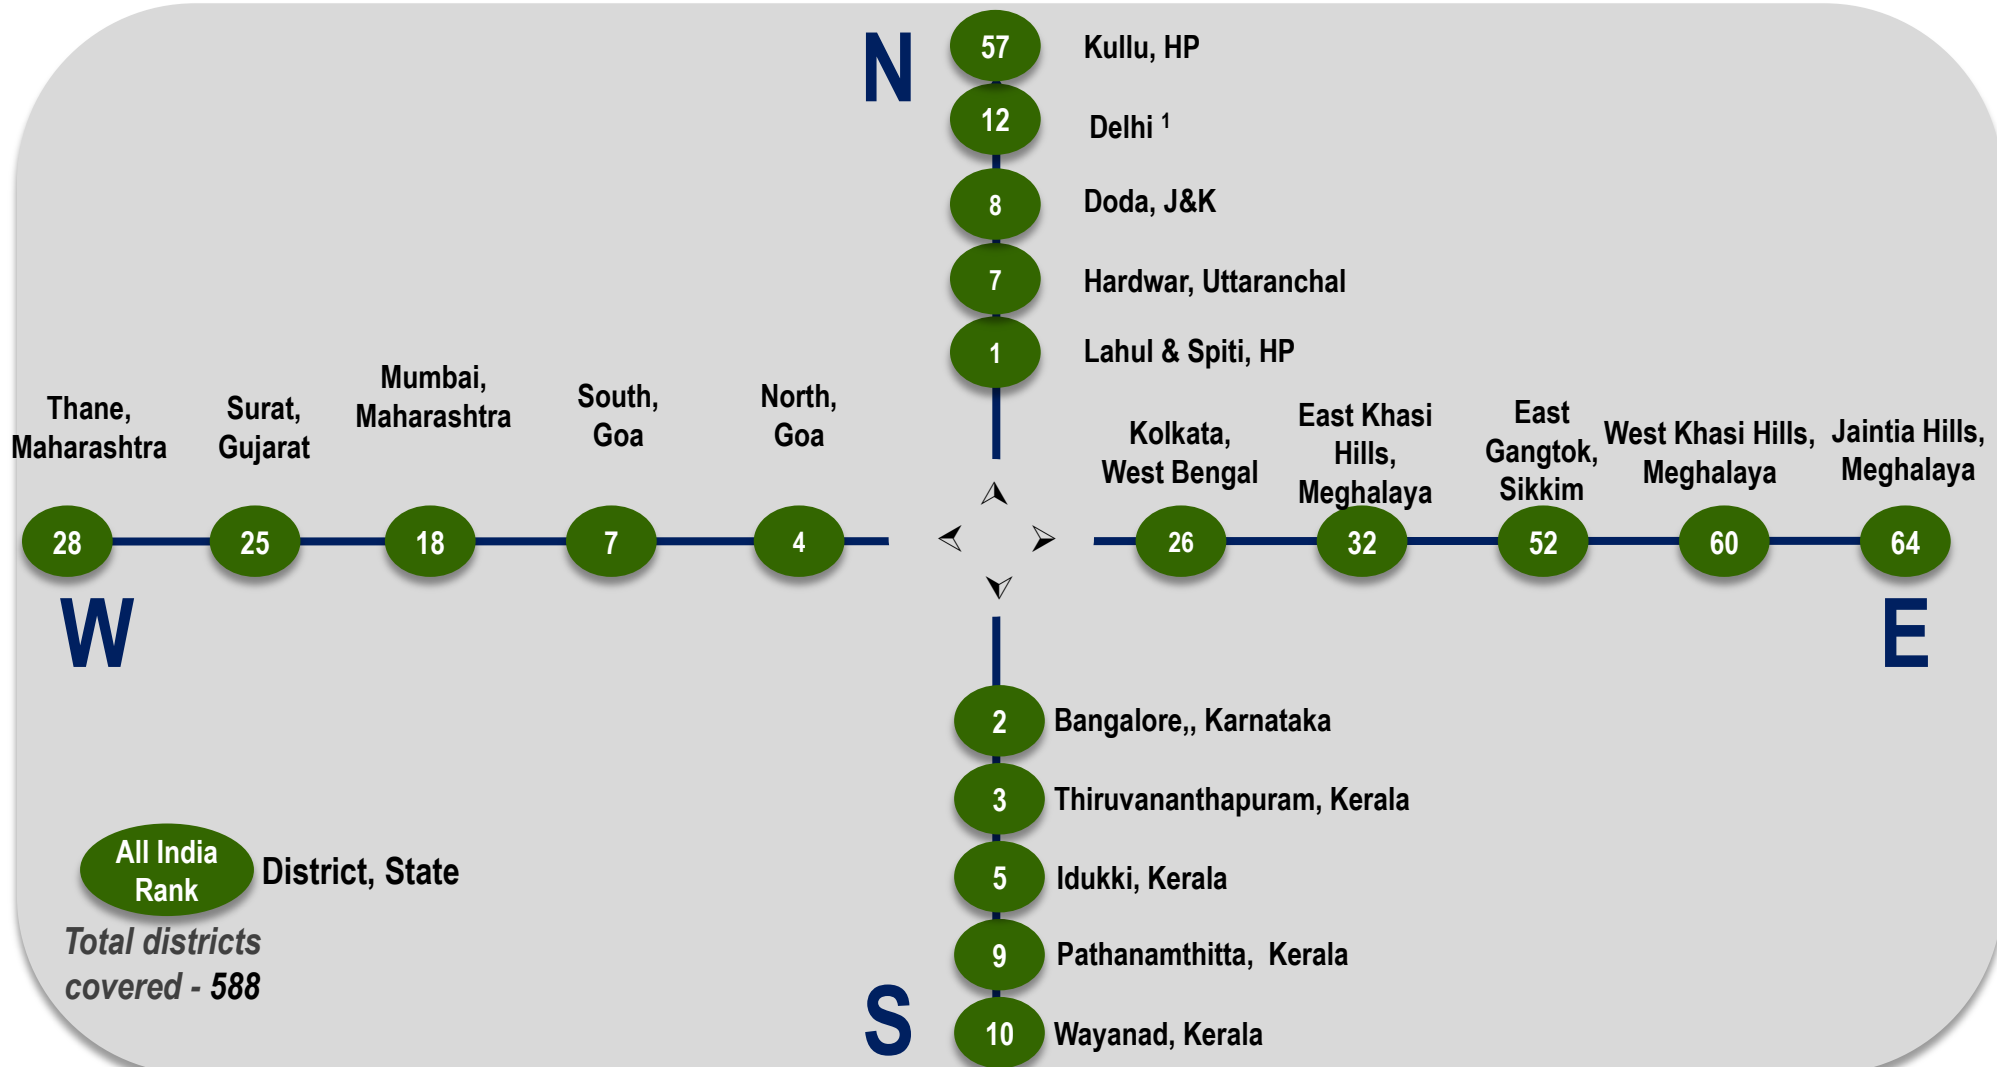 N
57 Kullu, HP
12 Delhi 1
8 Doda, J&K
7 Hardwar, Uttaranchal
1 Lahul & Spiti, HP
Thane,
Maharashtra
Surat,
Gujarat
Mumbai,
Maharashtra
South,
Goa
North,
Goa
Kolkata,
West Bengal
East Khasi
Hills,
Meghalaya
East
Gangtok,
Sikkim
West Khasi Hills,
Meghalaya
Jaintia Hills,
Meghalaya
28 25 18 7 4 26 32 52 60 64
W
E
2 Bangalore,, Karnataka
3 Thiruvananthapuram, Kerala
5 Idukki, Kerala
9 Pathanamthitta, Kerala
10 Wayanad, Kerala
S
All India
Rank
District, State
Total districts
covered - 588